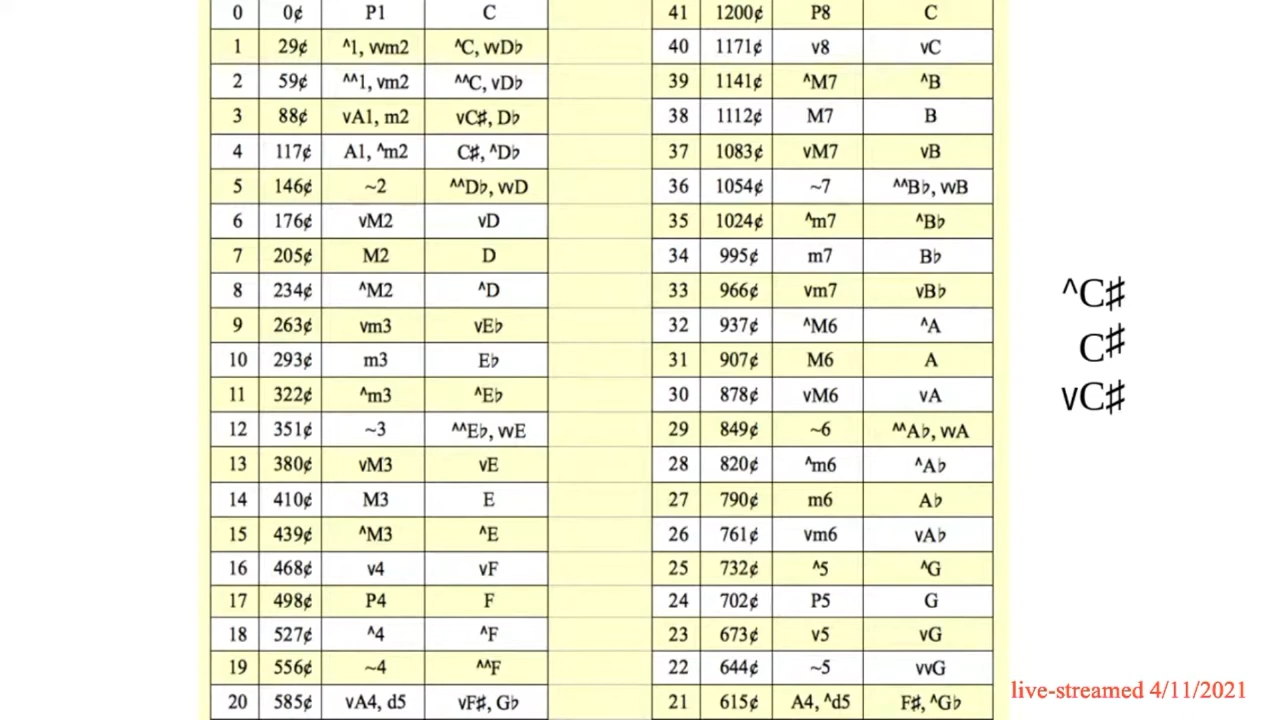 0 0¢ P1 C 41 1200¢ P8 C
1 29¢ ^1, vvm2 ^C, vvD♭ 40 1171¢ v8 vC
2 59¢ ^^1, vm2 ^^C, vD♭ 39 1141¢ ^M7 ^B
3 88¢ vA1, m2 vC♯, D♭ 38 1112¢ M7 B
4 117¢ A1, ^m2 C♯, ^D♭ 37 1083¢ vM7 vB
5 146¢ ~2 ^^D♭, vvD 36 1054¢ ~7 ^^B♭, vvB
6 176¢ vM2 vD 35 1024¢ ^m7 ^B♭
7 205¢ M2 D 34 995¢ m7 B♭
8 234¢ ^M2 ^D 33 966¢ vm7 vB♭
9 263¢ vm3 vE♭ 32 937¢ ^M6 ^A
10 293¢ m3 E♭ 31 907¢ M6 A
11 322¢ ^m3 ^E♭ 30 878¢ vM6 vA
12 351¢ ~3 ^^E♭, vvE 29 849¢ ~6 ^^A♭, vvA
13 380¢ vM3 vE 28 820¢ ^m6 ^A♭
14 410¢ M3 E 27 790¢ m6 A♭
15 439¢ ^M3 ^E 26 761¢ vm6 vA♭
16 468¢ v4 vF 25 732¢ ^5 ^G
17 498¢ P4 F 24 702¢ P5 G
18 527¢ ^4 ^F 23 673¢ v5 vG
19 556¢ ~4 ^^F 22 644¢ ~5 vvG
20 585¢ vA4, d5 vF♯, G♭ 21 615¢ A4, ^d5 F♯, ^G♭
^C♯
C♯
vC♯
live-streamed 4/11/2021